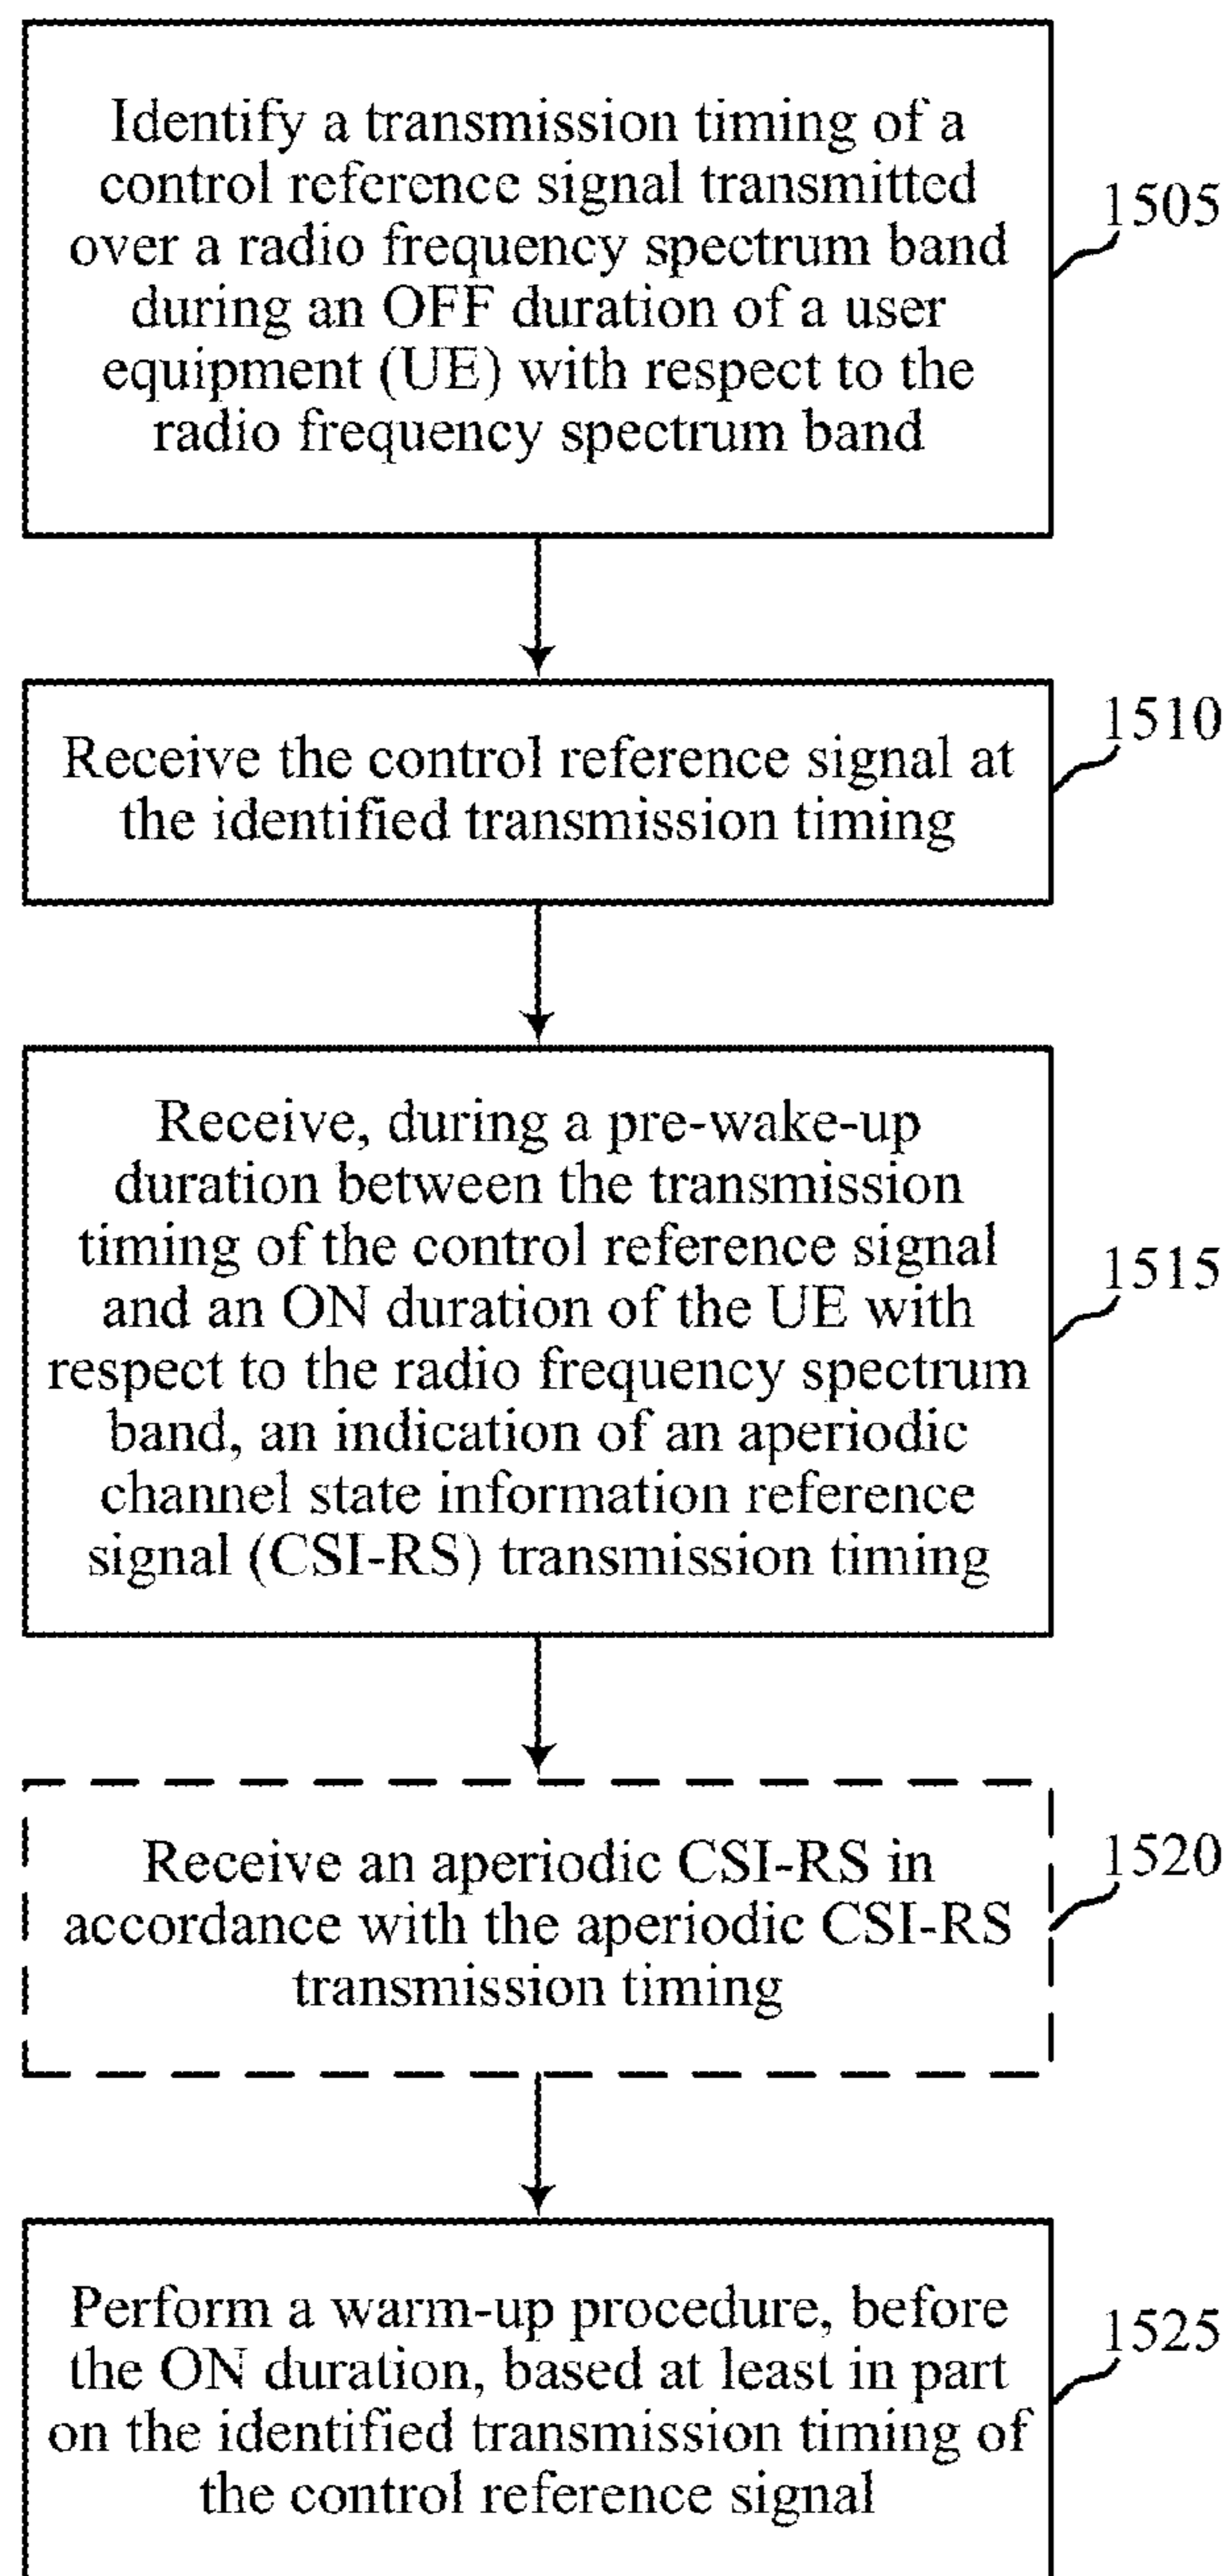 Identify a transmission timing of a
control reference signal transmitted
over a radio frequency spectrum band
during an OFF duration of a user
equipment (UE) with respect to the
radio frequency spectrum band
1505
Receive the control reference signal at
the identified transmission timing
1510
Receive, during a pre-wake-up
duration between the transmission
timing of the control reference signal
and an ON duration of the UE with
respect to the radio frequency spectrum
band, an indication of an aperiodic
channel state information reference
signal (CSI-RS) transmission timing
1515
Receive an aperiodic CSI-RS in
accordance with the aperiodic CSI-RS
transmission timing
1520
Perform a warm-up procedure, before
the ON duration, based at least in part
on the identified transmission timing of
the control reference signal
1525